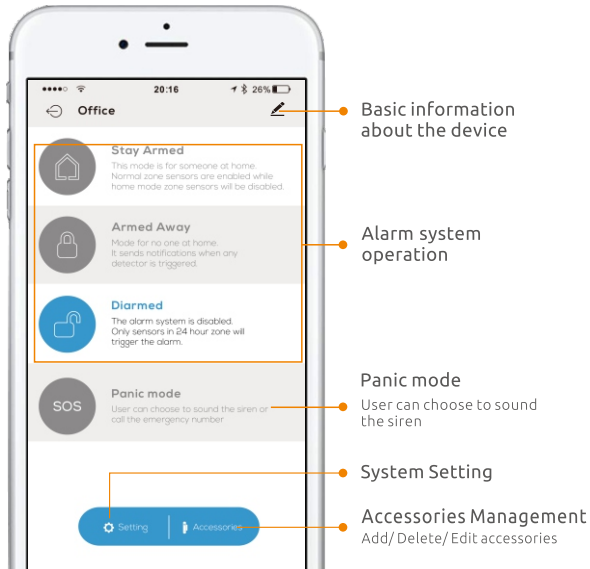 20:16
26%
Office
Stay Armed
This mode is for someone at home.
Normal zone sensors are enabled while
home mode zone sensors will be disabled.
Armed Away
Mode for no one at home.
It sends notifications when any
detector is triggered.
Diarmed
The alarm system is disabled.
Only sensors in 24 hour zone will
trigger the alarm.
SOS
Panic mode
User can choose to sound the siren or
call the emergency number
Setting
Accessories
Basic information
about the device
Alarm system
operation
Panic mode
User can choose to sound
the siren
System Setting
Accessories Management
Add/ Delete/ Edit accessories